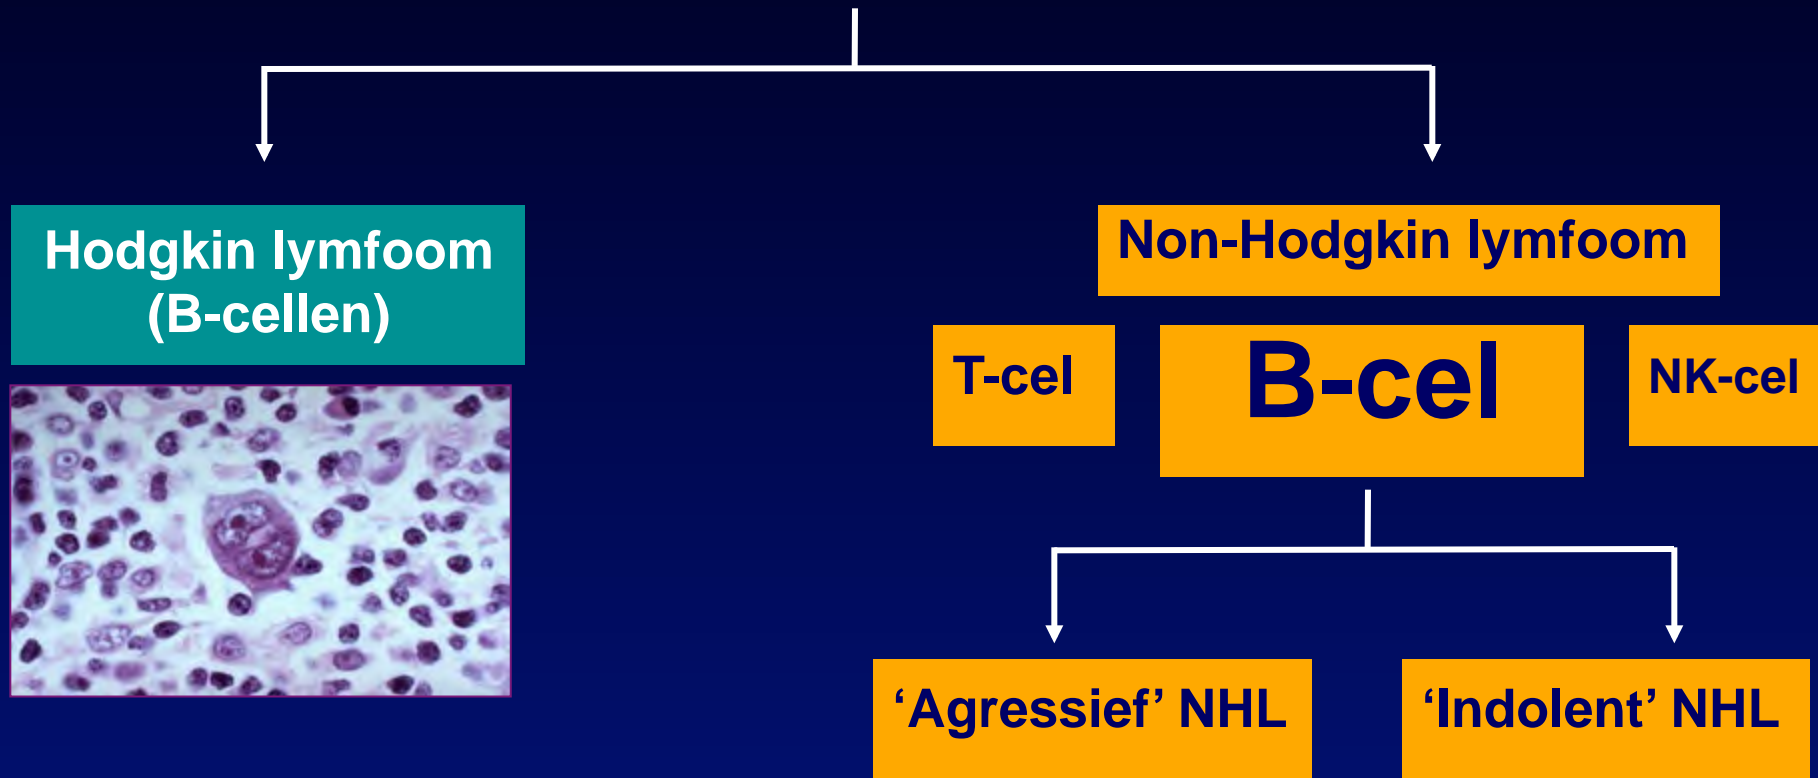 Hodgkin lymfoom
(B-cellen)
Non-Hodgkin lymfoom
T-cel
B-cel
NK-cel
‘Agressief’ NHL
‘Indolent’ NHL